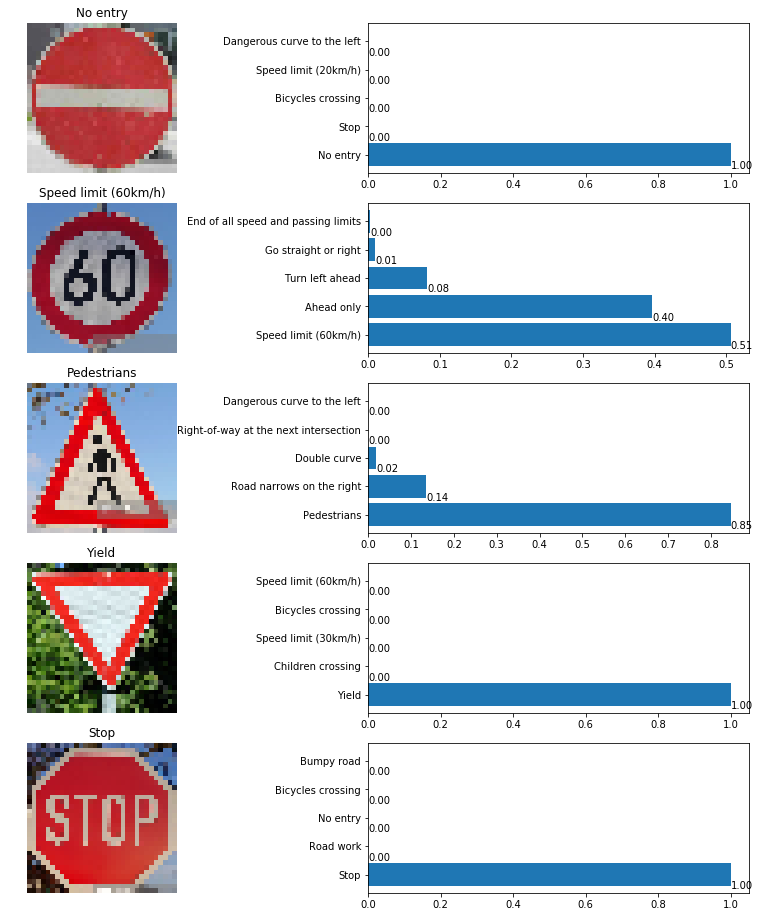 No entry
Dangerous curve to the left
0.00
Speed limit (20km/h)
0.00
Bicycles crossing
0.00
Stop
0.00
No entry
1.00
0.0 0.2 0.4 0.6 0.8 1.0
Speed limit (60km/h)
60
End of all speed and passing limits
0.00
Go straight or right
0.01
Turn left ahead
0.08
Ahead only
0.40
Speed limit (60km/h)
0.51
0.0 0.1 0.2 0.3 0.4 0.5
Pedestrians
Dangerous curve to the left
0.00
Right-of-way at the next intersection
0.00
Double curve
0.02
Road narrows on the right
0.14
Pedestrians
0.85
0.0 0.1 0.2 0.3 0.4 0.5 0.6 0.7 0.8
Yield
Speed limit (60km/h)
0.00
Bicycles crossing
0.00
Speed limit (30km/h)
0.00
Children crossing
0.00
Yield
1.00
0.0 0.2 0.4 0.6 0.8 1.0
Stop
STOP
Bumpy road
0.00
Bicycles crossing
0.00
No entry
0.00
Road work
0.00
Stop
1.00
0.0 0.2 0.4 0.6 0.8 1.0